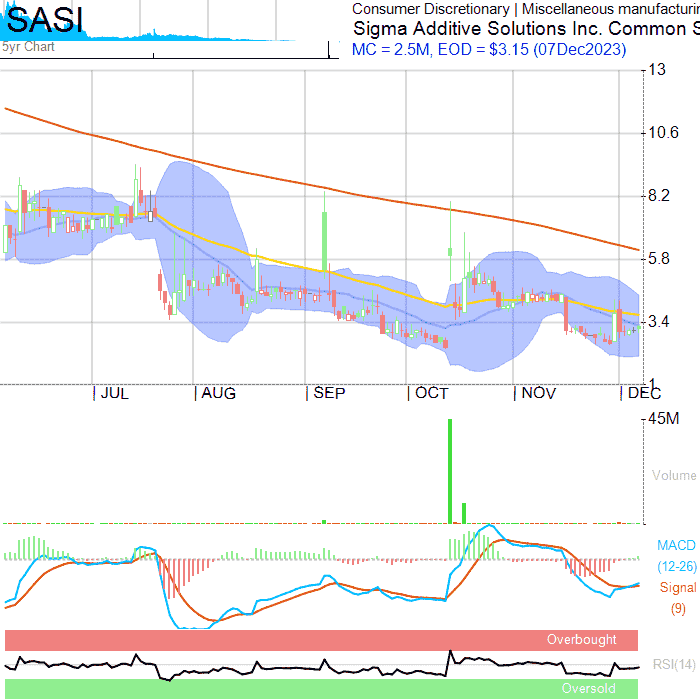 SASI
5yr Chart
Consumer Discretionary | Miscellaneous manufacturin
Sigma Additive Solutions Inc. Common S
MC = 2.5M, EOD = $3.15 (07Dec2023)
13
10.6
8.2
5.8
3.4
1
JUL AUG SEP OCT NOV DEC
45M
Volume
MACD
(12-26)
Signal
(9)
Overbought
RSI(14)
Oversold